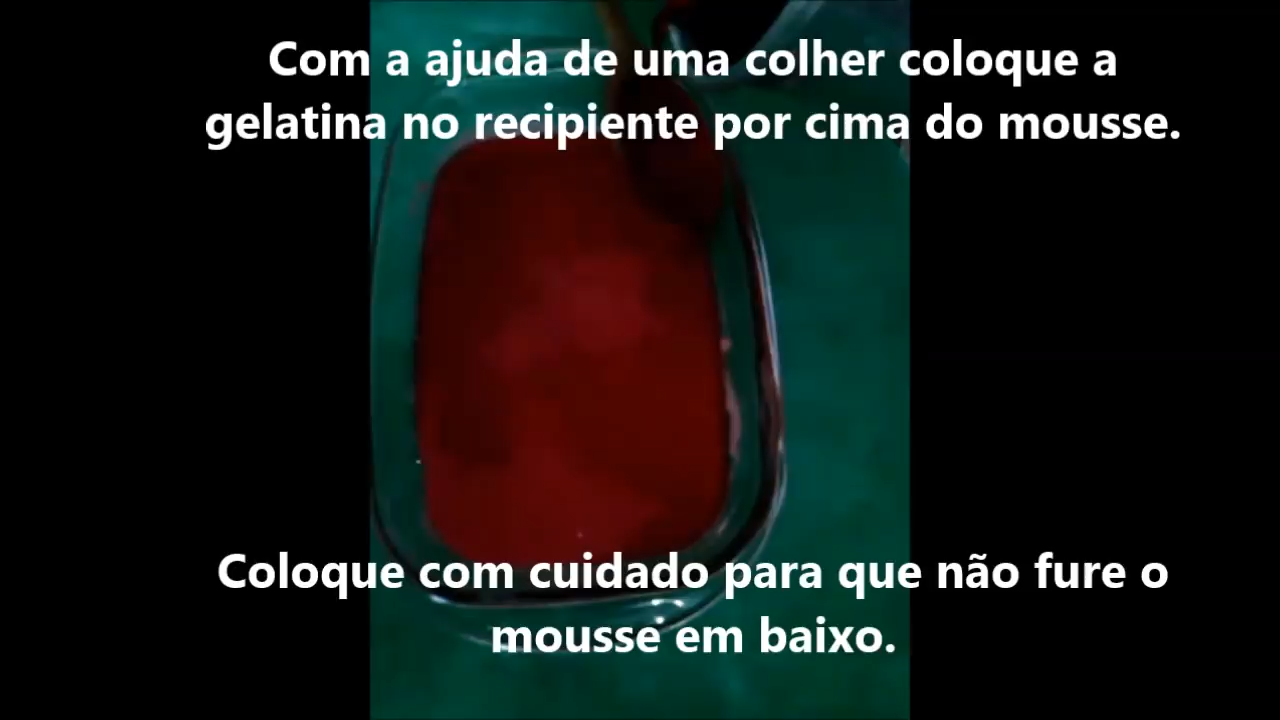 Com a ajuda de uma colher coloque a
gelatina no recipiente por cima do mousse.
Coloque com cuidado para que não fure o
mousse em baixo.